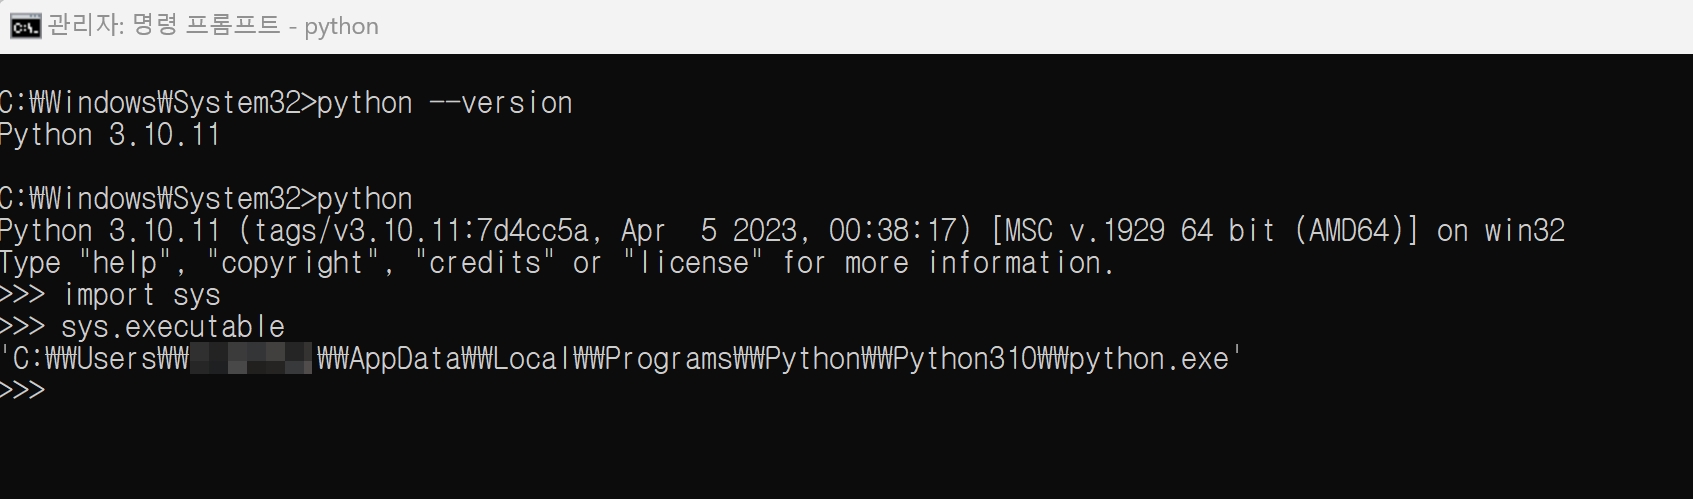 관리자: 명령 프롬프트 - python
C:₩Windows₩System32>python --version
Python 3.10.11
C:₩Windows₩System32>python
Python 3.10.11 (tags/v3.10.11:7d4cc5a, Apr  5 2023, 00:38:17) [MSC v.1929 64 bit (AMD64)] on win32
Type "help", "copyright", "credits" or "license" for more information.
>>> import sys
>>> sys.executable
'C:₩₩Users₩₩ ₩₩AppData₩₩Local₩₩Programs₩₩Python₩₩Python310₩₩python.exe'
>>>